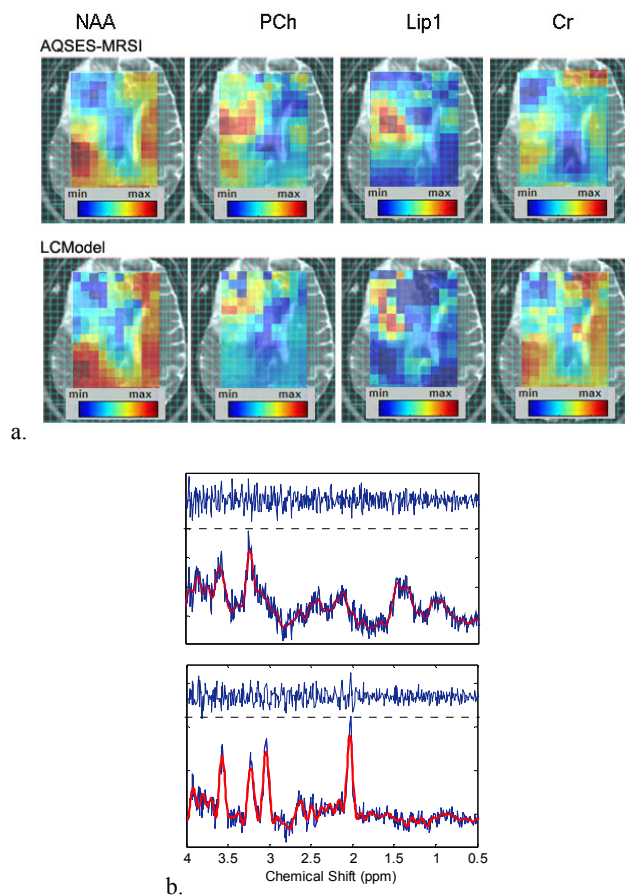 NAA PCh Lip1 Cr
AQSES-MRSI
min max min max min max min max
LCModel
min max min max min max min max
a.
4 3.5 3 2.5 2 1.5 1 0.5
Chemical Shift (ppm)
b.